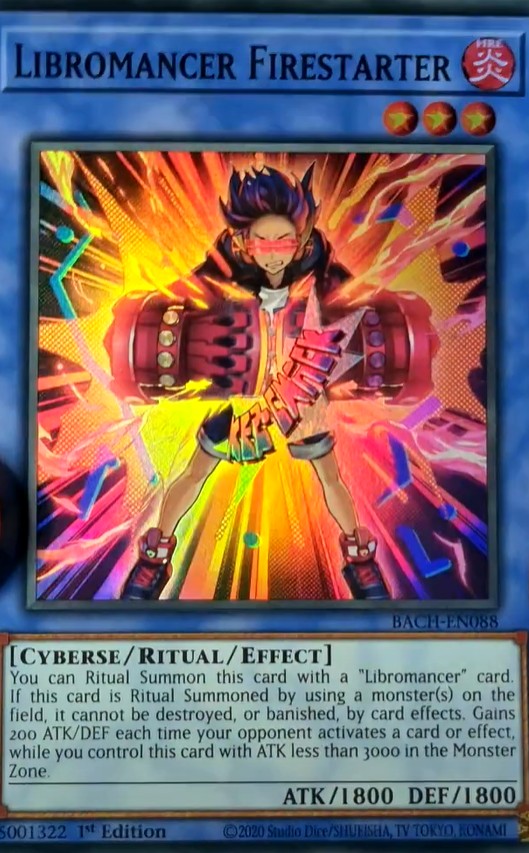 LIBROMANCER FIRESTARTER
FIRE
炎
BACH-EN088
[CYBERSE/RITUAL/EFFECT]
You can Ritual Summon this card with a "Libromancer" card.
If this card is Ritual Summoned by using a monster(s) on the
field, it cannot be destroyed, or banished, by card effects. Gains
200 ATK/DEF each time your opponent activates a card or effect,
while you control this card with ATK less than 3000 in the Monster
Zone.
ATK/1800 DEF/1800
S001322 1st Edition
©2020 Studio Dice/SHUEISHA, TV TOKYO, KONAMI